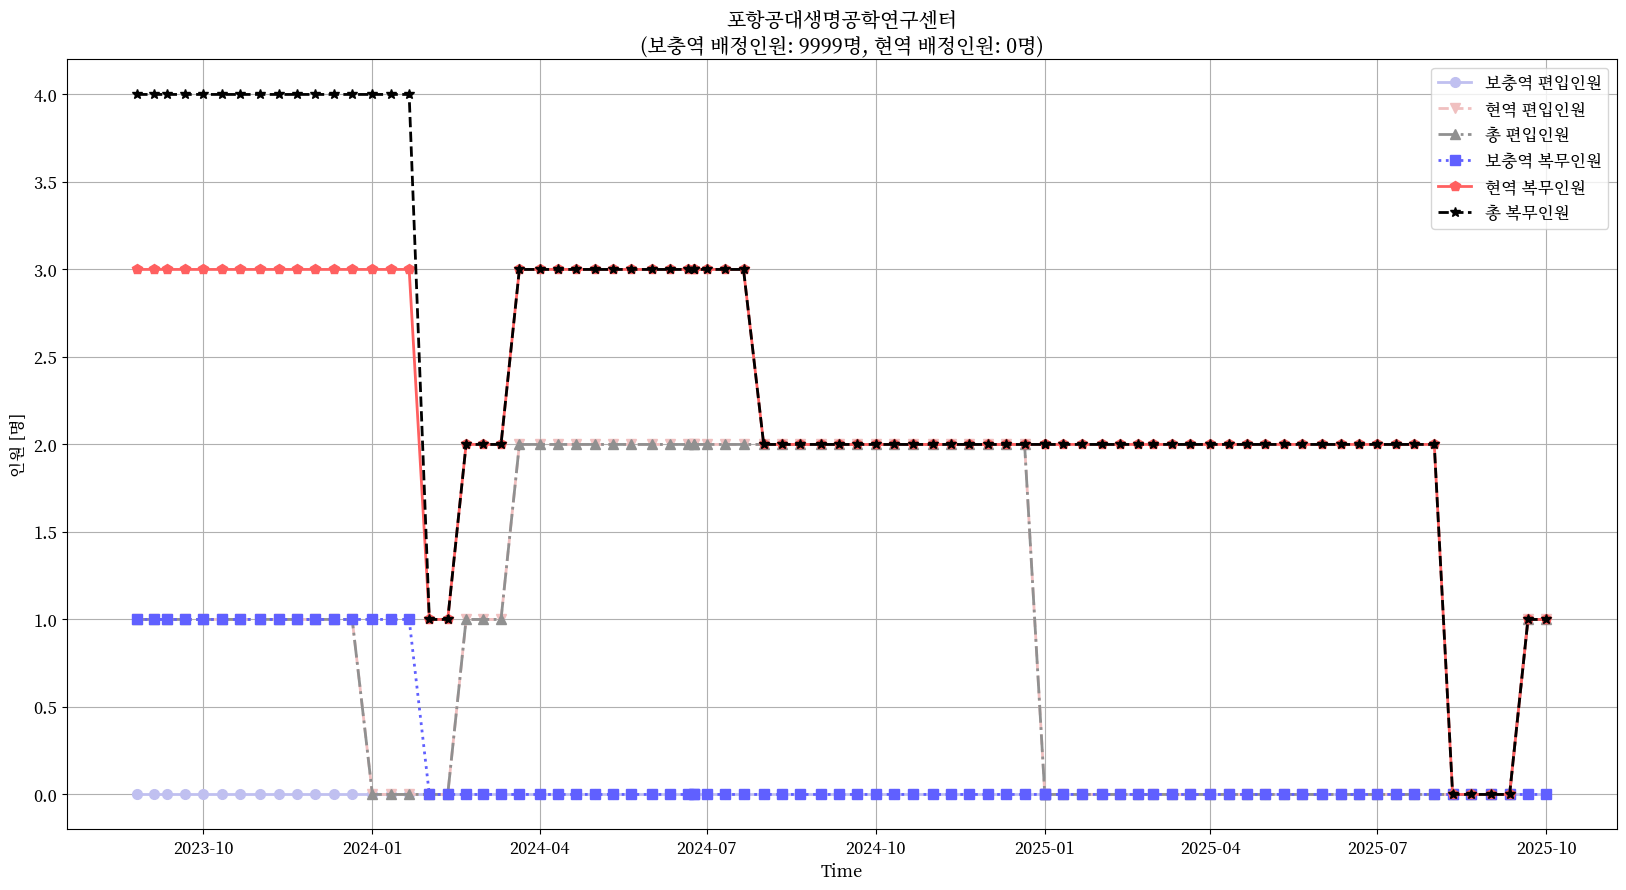 포항공대생명공학연구센터
(보충역 배정인원: 9999명, 현역 배정인원: 0명)
보충역 편입인원
현역 편입인원
총 편입인원
보충역 복무인원
현역 복무인원
총 복무인원
인원 [명]
4.0
3.5
3.0
2.5
2.0
1.5
1.0
0.5
0.0
2023-10
2024-01
2024-04
2024-07
2024-10
2025-01
2025-04
2025-07
2025-10
Time